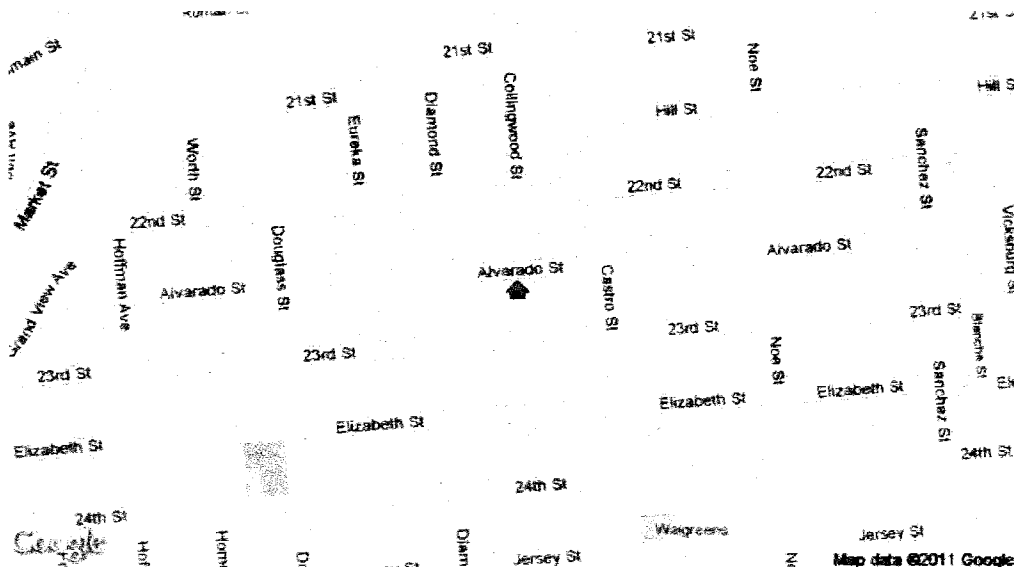 21st St
21st St
21st St
Noe St
Hill St
Collingwood St
21st St
Diamond St
Eureka St
Worth St
Sanchez St
Market St
22nd St
22nd St
22nd St
Hoffman Ave
Douglass St
Alvarado St
Alvarado St
Alvarado St
Castro St
Grand View Ave
23rd St
23rd St
23rd St
23rd St
Noe St
Blanche St
Sanchez St
Elizabeth St
Elizabeth St
Elizabeth St
Elizabeth St
24th St
24th St
24th St
Walgreens
Jersey St
Jersey St
Google
Map data ©2011 Google